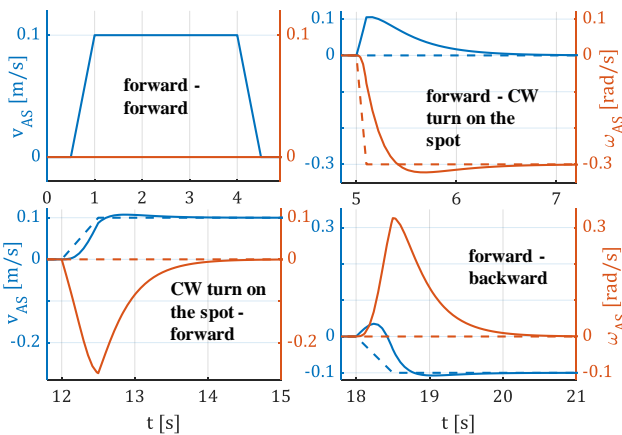 v_AS [m/s]
0.1
0
0.1
0
forward -
forward
0 1 2 3 4
0.1
0
-0.3
0.1
0
-0.3
ω_AS [rad/s]
forward - CW
turn on the
spot
5 6 7
v_AS [m/s]
0.1
0
-0.2
0.1
0
-0.2
CW turn on
the spot -
forward
12 13 14 15
t [s]
0.3
0
-0.1
0.3
0
-0.1
ω_AS [rad/s]
forward -
backward
18 19 20 21
t [s]